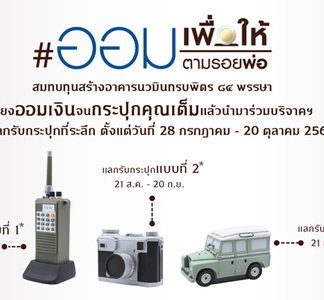 #ออมเพื่อให้
ตามรอยพ่อ
สมทบทุนสร้างอาคารนวมินทรบพิตร ๘๔ พรรษา
ยงออมเงินจนกระปุกคุณเต็มแล้วนำมาร่วมบริจาคฯ
ลกรับกระปุกที่ระลึก ตั้งแต่วันที่ 28 กรกฎาคม - 20 ตุลาคม 256
แลกรับกระปุกแบบที่ 2*
21 ส.ค. - 20 ก.ย.
ที่ 1*
แลกรับกระ
21